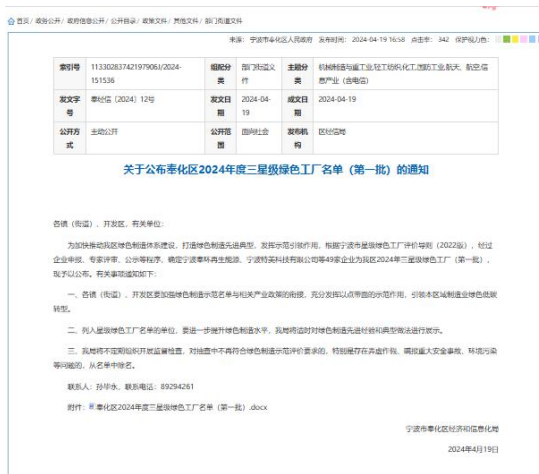 首页 / 政务公开 / 政府信息公开 / 公开目录 / 政策文件 / 其他文件 / 部门街道文件
来源: 宁波市奉化区人民政府 发布时间: 2024-04-19 16:58 点击率: 342 保护视力色:
索引号 11330283742197906J/2024-151536 组配分类 部门街道文件 主题分类 机械制造与重工业,轻工纺织,化工,国防工业,航天、航空,信息产业（含电信）
发文字号 奉经信〔2024〕12号 发文日期 2024-04-19 成文日期 2024-04-19
公开方式 主动公开 公开范围 面向社会 发布机构 区经信局
关于公布奉化区2024年度三星级绿色工厂名单（第一批）的通知
各镇（街道）、开发区，有关单位:
为加快推动我区绿色制造体系建设，打造绿色制造先进典型，发挥示范引领作用，根据宁波市星级绿色工厂评价导则（2022版），经过
企业申报、专家评审、公示等程序，确定宁波奉环再生能源、宁波特美科技有限公司等49家企业为我区2024年三星级绿色工厂（第一批），
现予以公布。有关事项通知如下:
一、各镇（街道）、开发区要加强绿色制造示范名单与相关产业政策的衔接，充分发挥以点带面的示范作用，引领本区域制造业绿色低碳
转型。
二、列入星级绿色工厂名单的单位，要进一步提升绿色制造水平，我局将适时对绿色制造先进经验和典型做法进行展示。
三、我局将不定期组织开展监督检查，对抽查中不再符合绿色制造示范评价要求的，特别是存在弄虚作假、瞒报重大安全事故、环境污染
等问题的，从名单中除名。
联系人：孙毕永，联系电话：89294261
附件: 奉化区2024年度三星级绿色工厂名单（第一批）.docx
宁波市奉化区经济和信息化局
2024年4月19日